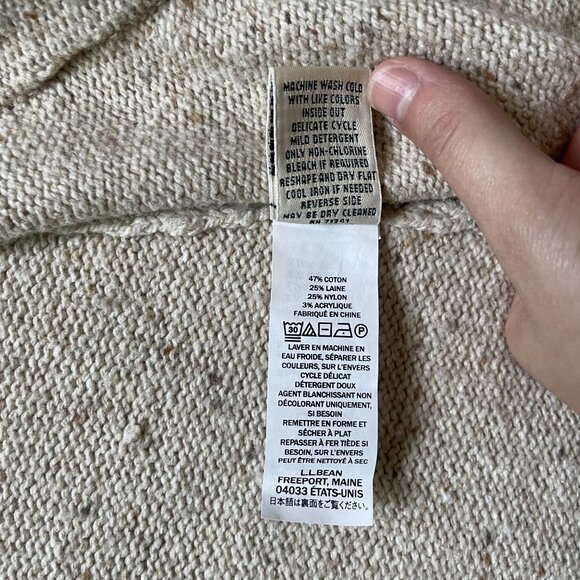 MACHINE WASH COLD
WITH LIKE COLORS
INSIDE OUT
DELICATE CYCLE
MILD DETERGENT
ONLY NON-CHLORINE
BLEACH IF REQUIRED
RESHAPE AND DRY FLAT
COOL IRON IF NEEDED
REVERSE SIDE
MAY BE DRY CLEANED
RN 71341
47% COTON
25% LAINE
25% NYLON
3% ACRYLIQUE
FABRIQUÉ EN CHINE
30 P
LAVER EN MACHINE EN
EAU FROIDE, SÉPARER LES
COULEURS, SUR L'ENVERS
CYCLE DÉLICAT
DÉTERGENT DOUX
AGENT BLANCHISSANT NON
DÉCOLORANT UNIQUEMENT,
SI BESOIN
REMETTRE EN FORME ET
SÉCHER À PLAT
REPASSER À FER TIÈDE SI
BESOIN, SUR L'ENVERS
PEUT ÊTRE NETTOYÉ À SEC
L.L.BEAN
FREEPORT, MAINE
04033 ÉTATS-UNIS
日本語は裏面をご覧ください。